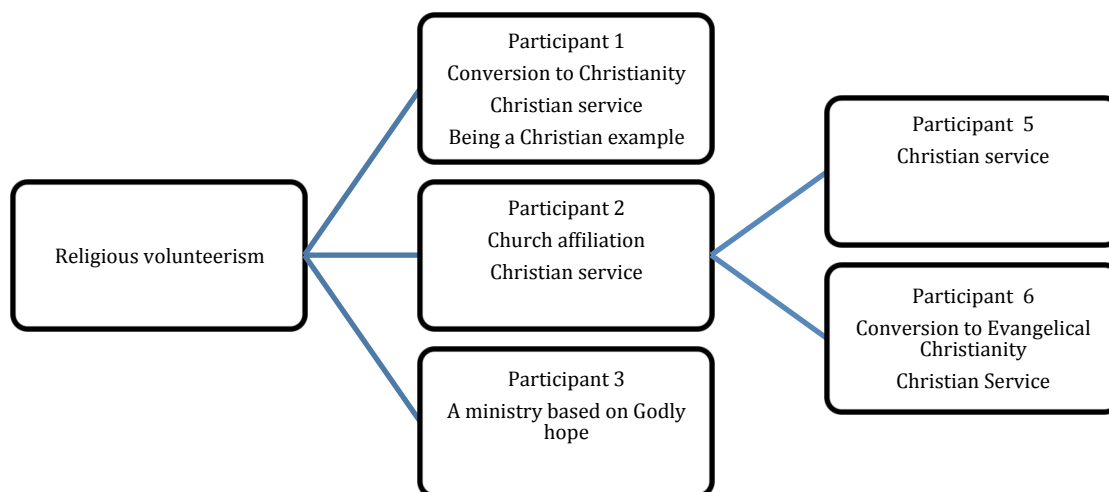 Religious volunteerism
Participant 1
Conversion to Christianity
Christian service
Being a Christian example
Participant 2
Church affiliation
Christian service
Participant 3
A ministry based on Godly
hope
Participant 5
Christian service
Participant 6
Conversion to Evangelical
Christianity
Christian Service